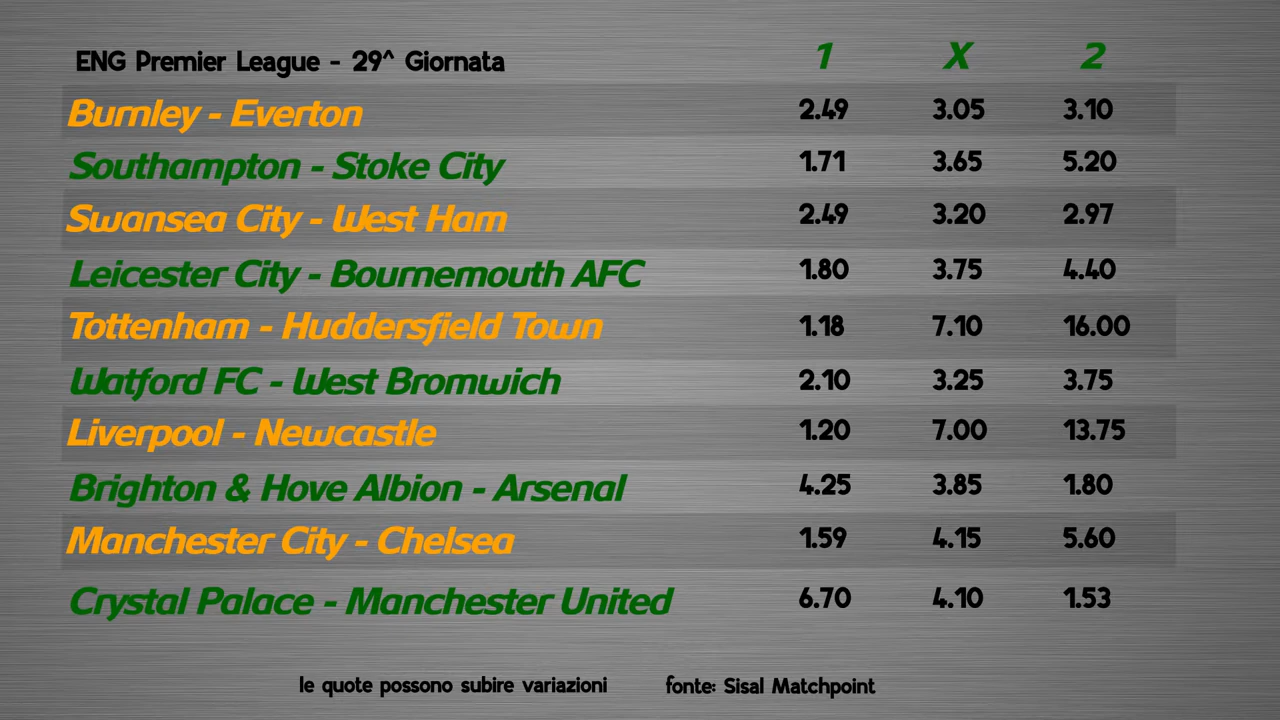 ENG Premier League - 29^ Giornata 1 X 2
Burnley - Everton 2.49 3.05 3.10
Southampton - Stoke City 1.71 3.65 5.20
Swansea City - West Ham 2.49 3.20 2.97
Leicester City - Bournemouth AFC 1.80 3.75 4.40
Tottenham - Huddersfield Town 1.18 7.10 16.00
Watford FC - West Bromwich 2.10 3.25 3.75
Liverpool - Newcastle 1.20 7.00 13.75
Brighton & Hove Albion - Arsenal 4.25 3.85 1.80
Manchester City - Chelsea 1.59 4.15 5.60
Crystal Palace - Manchester United 6.70 4.10 1.53
le quote possono subire variazioni fonte: Sisal Matchpoint